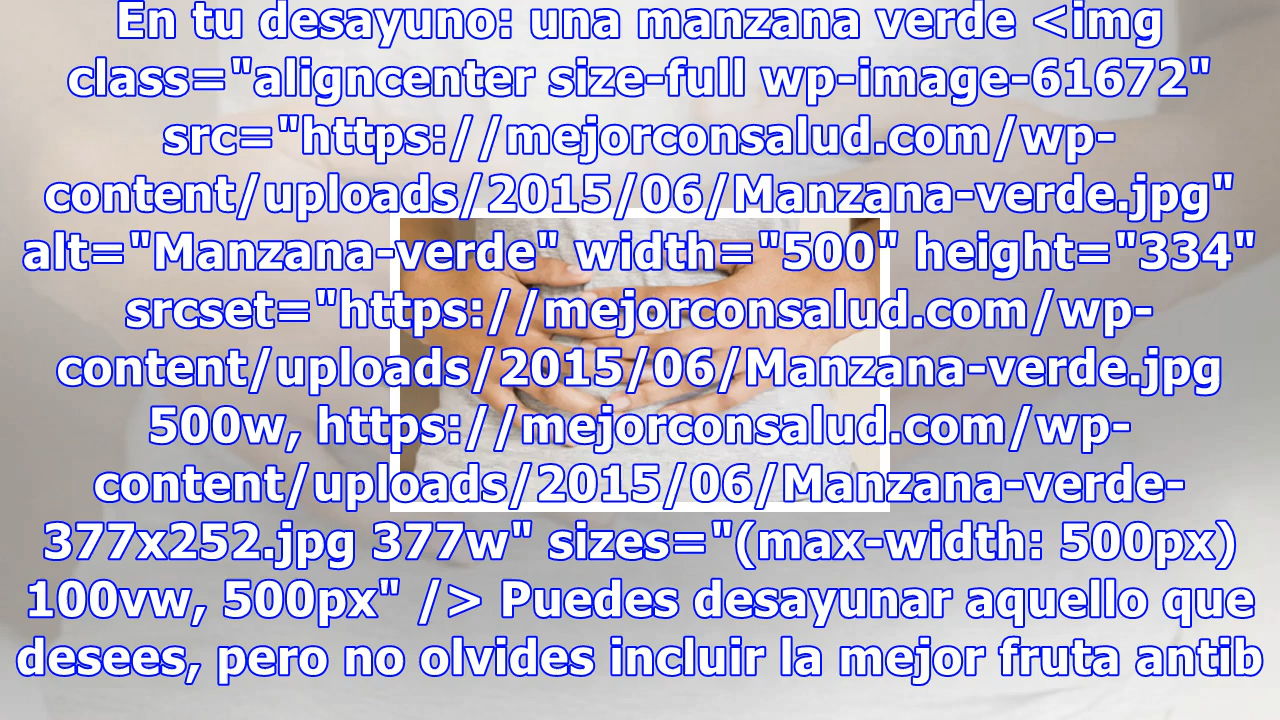 En tu desayuno: una manzana verde <img
class="aligncenter size-full wp-image-61672"
src="https://mejorconsalud.com/wp-
content/uploads/2015/06/Manzana-verde.jpg"
alt="Manzana-verde" width="500" height="334"
srcset="https://mejorconsalud.com/wp-
content/uploads/2015/06/Manzana-verde.jpg
500w, https://mejorconsalud.com/wp-
content/uploads/2015/06/Manzana-verde-
377x252.jpg 377w" sizes="(max-width: 500px)
100vw, 500px" /> Puedes desayunar aquello que
desees, pero no olvides incluir la mejor fruta antib